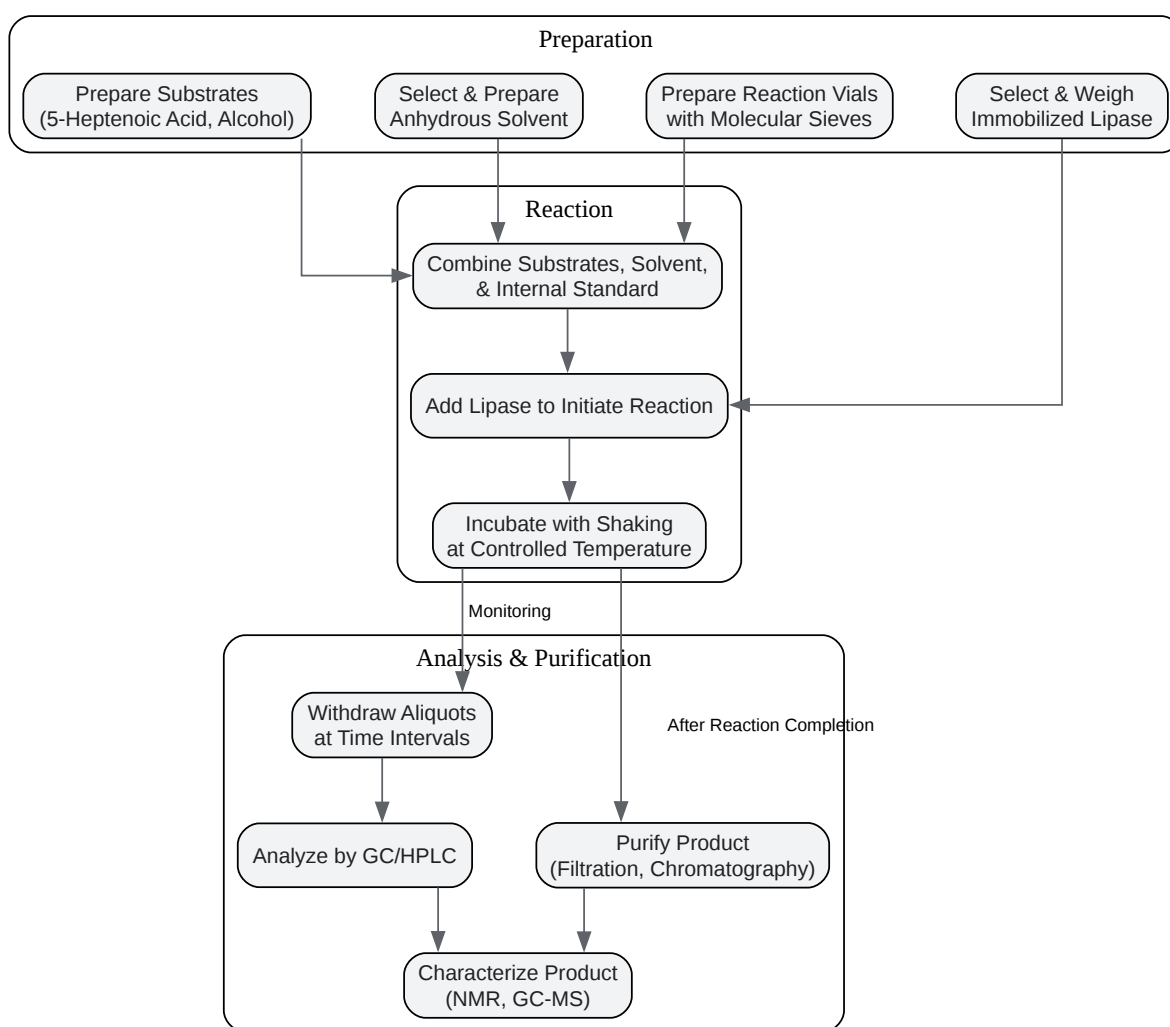 Preparation
Prepare Substrates
(5-Heptenoic Acid, Alcohol)
Select & Prepare
Anhydrous Solvent
Prepare Reaction Vials
with Molecular Sieves
Select & Weigh
Immobilized Lipase
Reaction
Combine Substrates, Solvent,
& Internal Standard
Add Lipase to Initiate Reaction
Incubate with Shaking
at Controlled Temperature
Monitoring
Analysis & Purification
Withdraw Aliquots
at Time Intervals
After Reaction Completion
Analyze by GC/HPLC
Purify Product
(Filtration, Chromatography)
Characterize Product
(NMR, GC-MS)